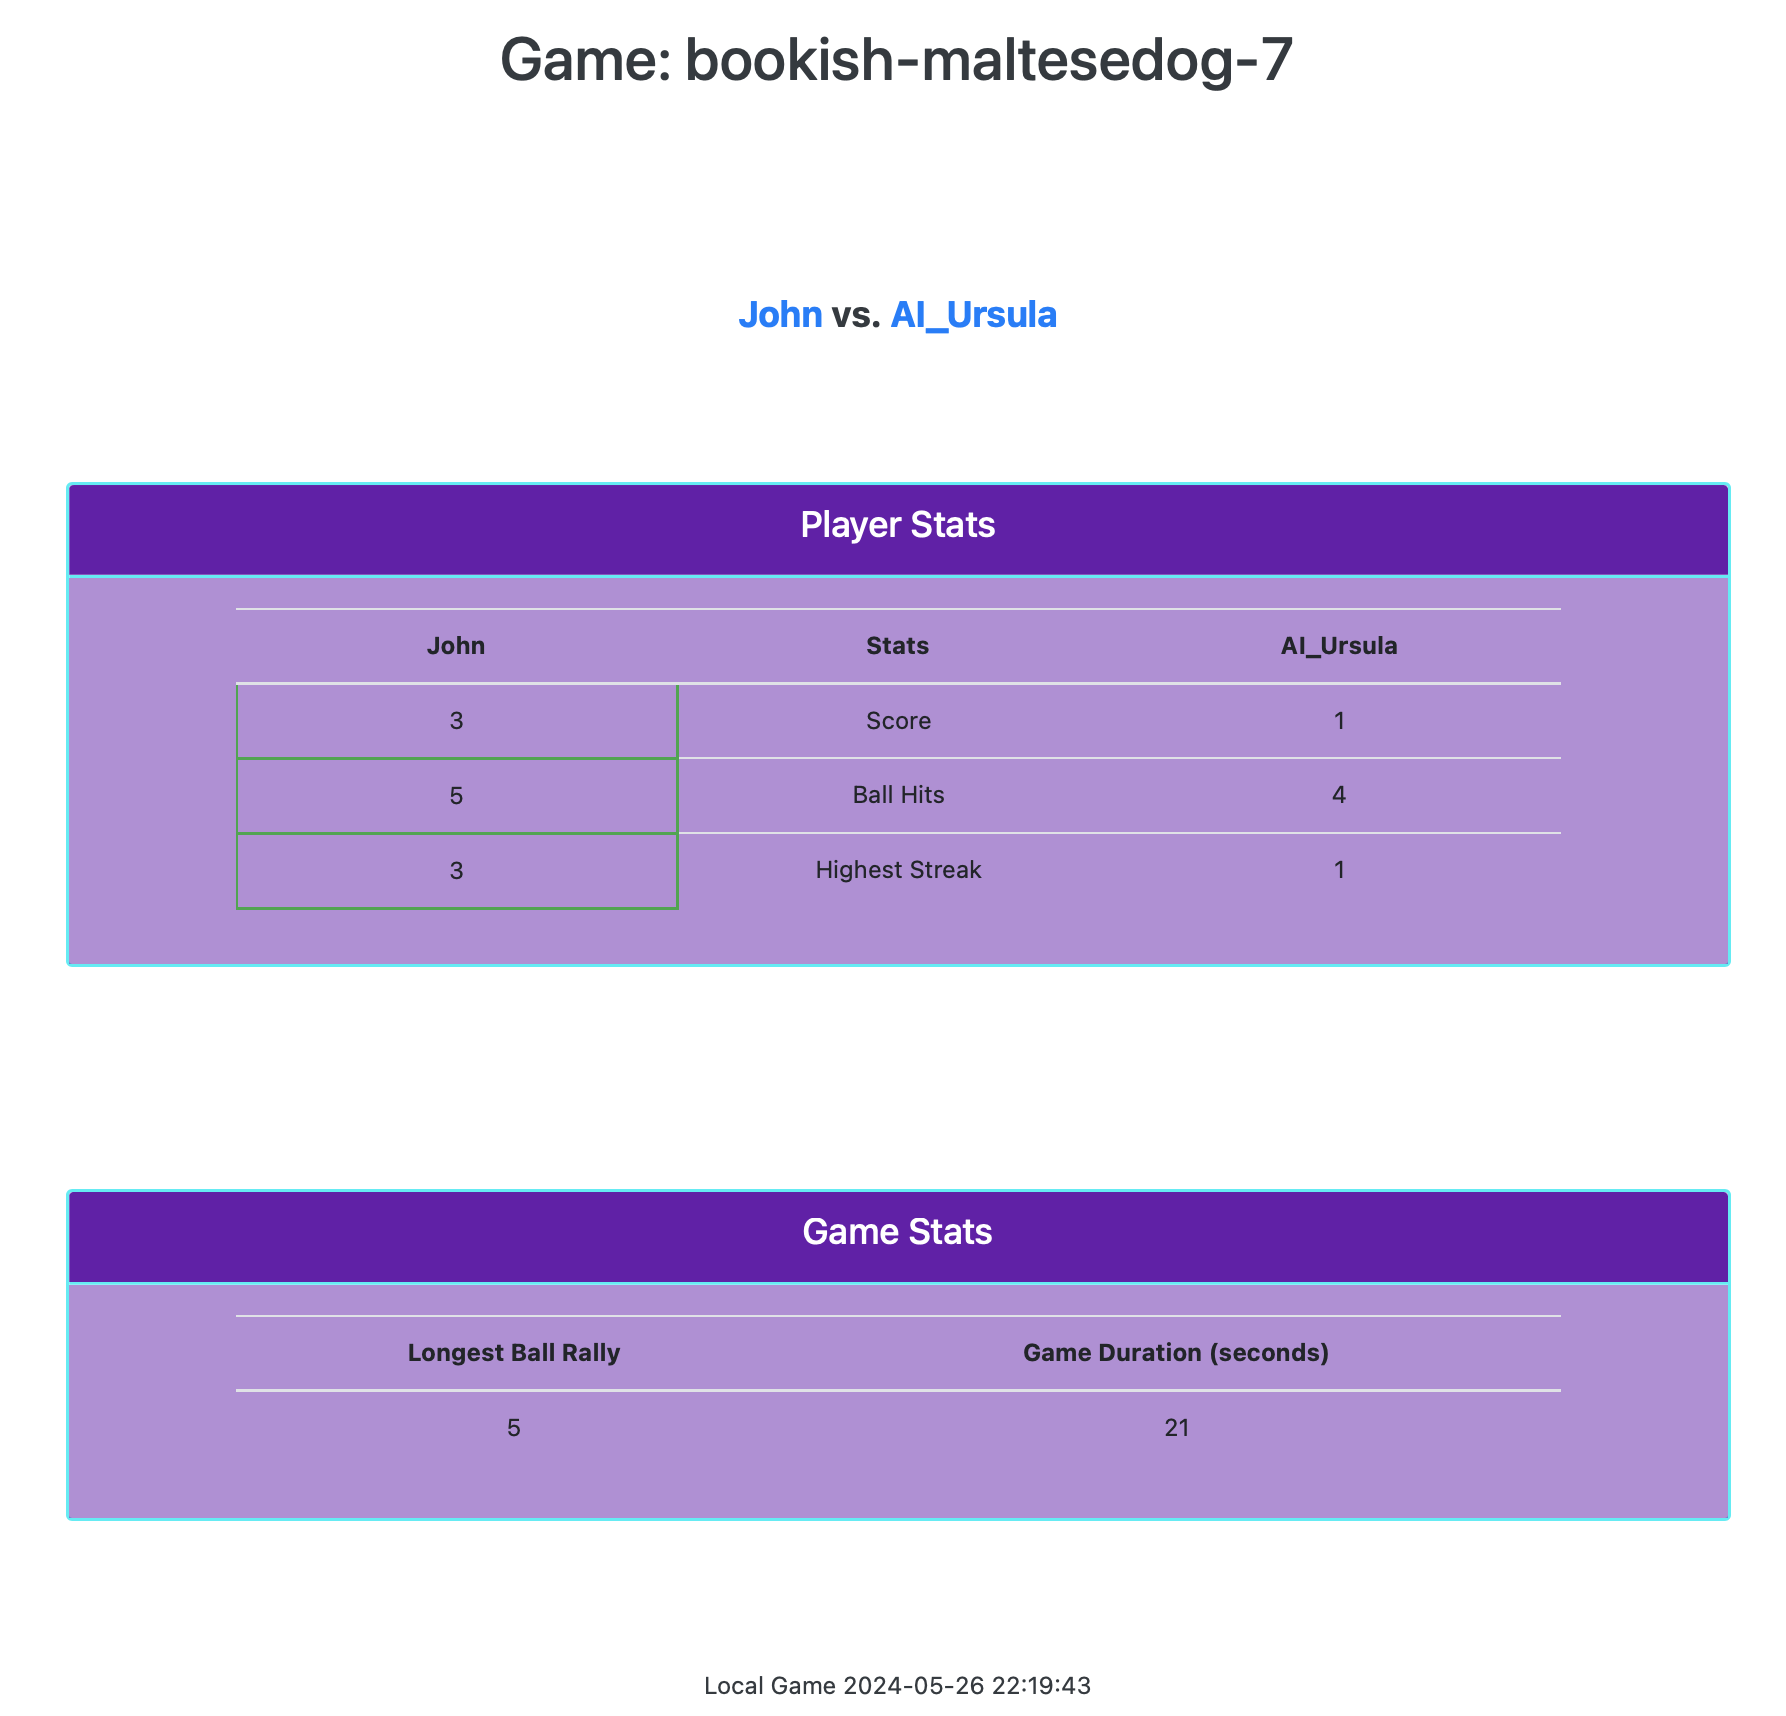 Game: bookish-maltesedog-7
John vs. AI_Ursula
Player Stats
John Stats AI_Ursula
3 Score 1
5 Ball Hits 4
3 Highest Streak 1
Game Stats
Longest Ball Rally Game Duration (seconds)
5 21
Local Game 2024-05-26 22:19:43